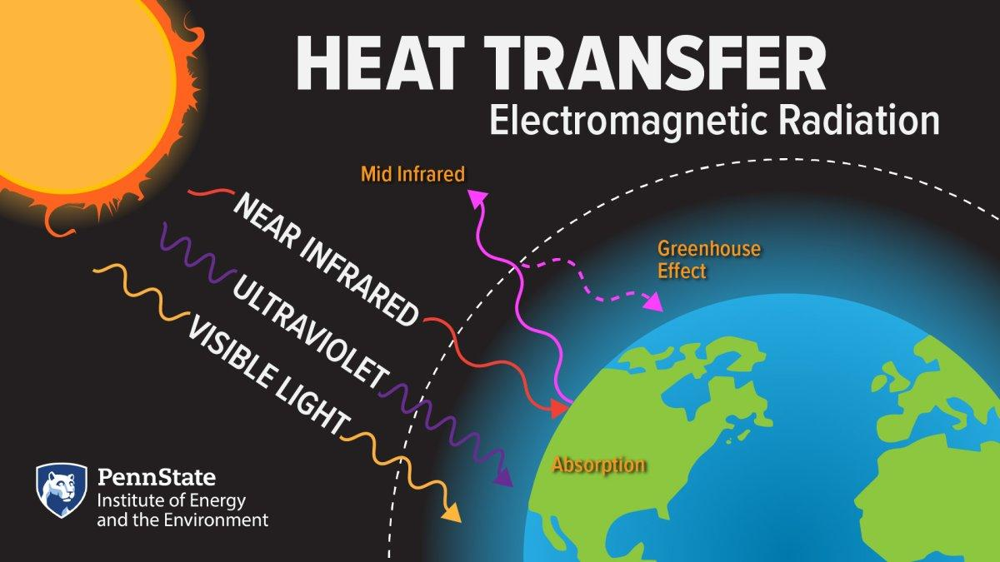 HEAT TRANSFER
Electromagnetic Radiation
Mid Infrared
NEAR INFRARED
Greenhouse
Effect
ULTRAVIOLET
VISIBLE LIGHT
Absorption
PennState
Institute of Energy
and the Environment